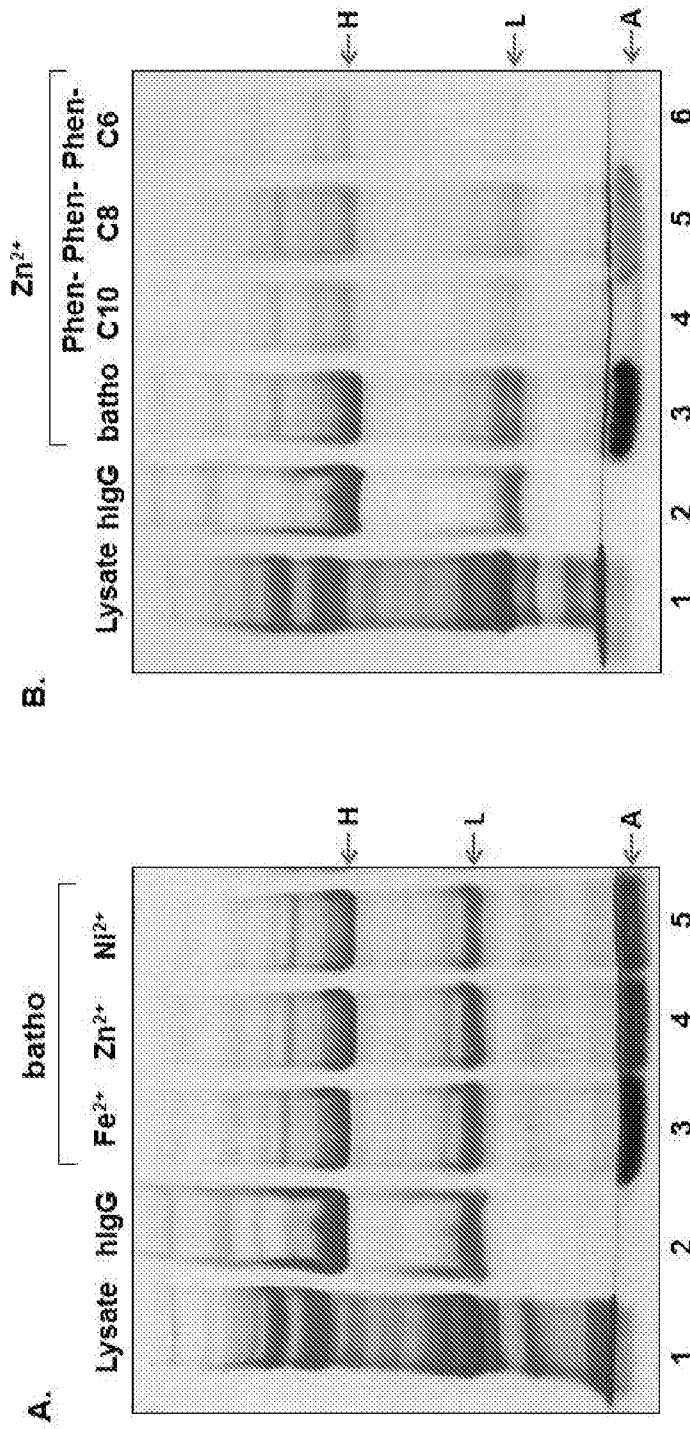 A.
batho
Lysate hIgG Fe2+ Zn2+ Ni2+
←H
←L
←A
1 2 3 4 5
B.
Zn2+
Phen- Phen- Phen-
Lysate hIgG batho C10 C8 C6
←H
←L
←A
1 2 3 4 5 6